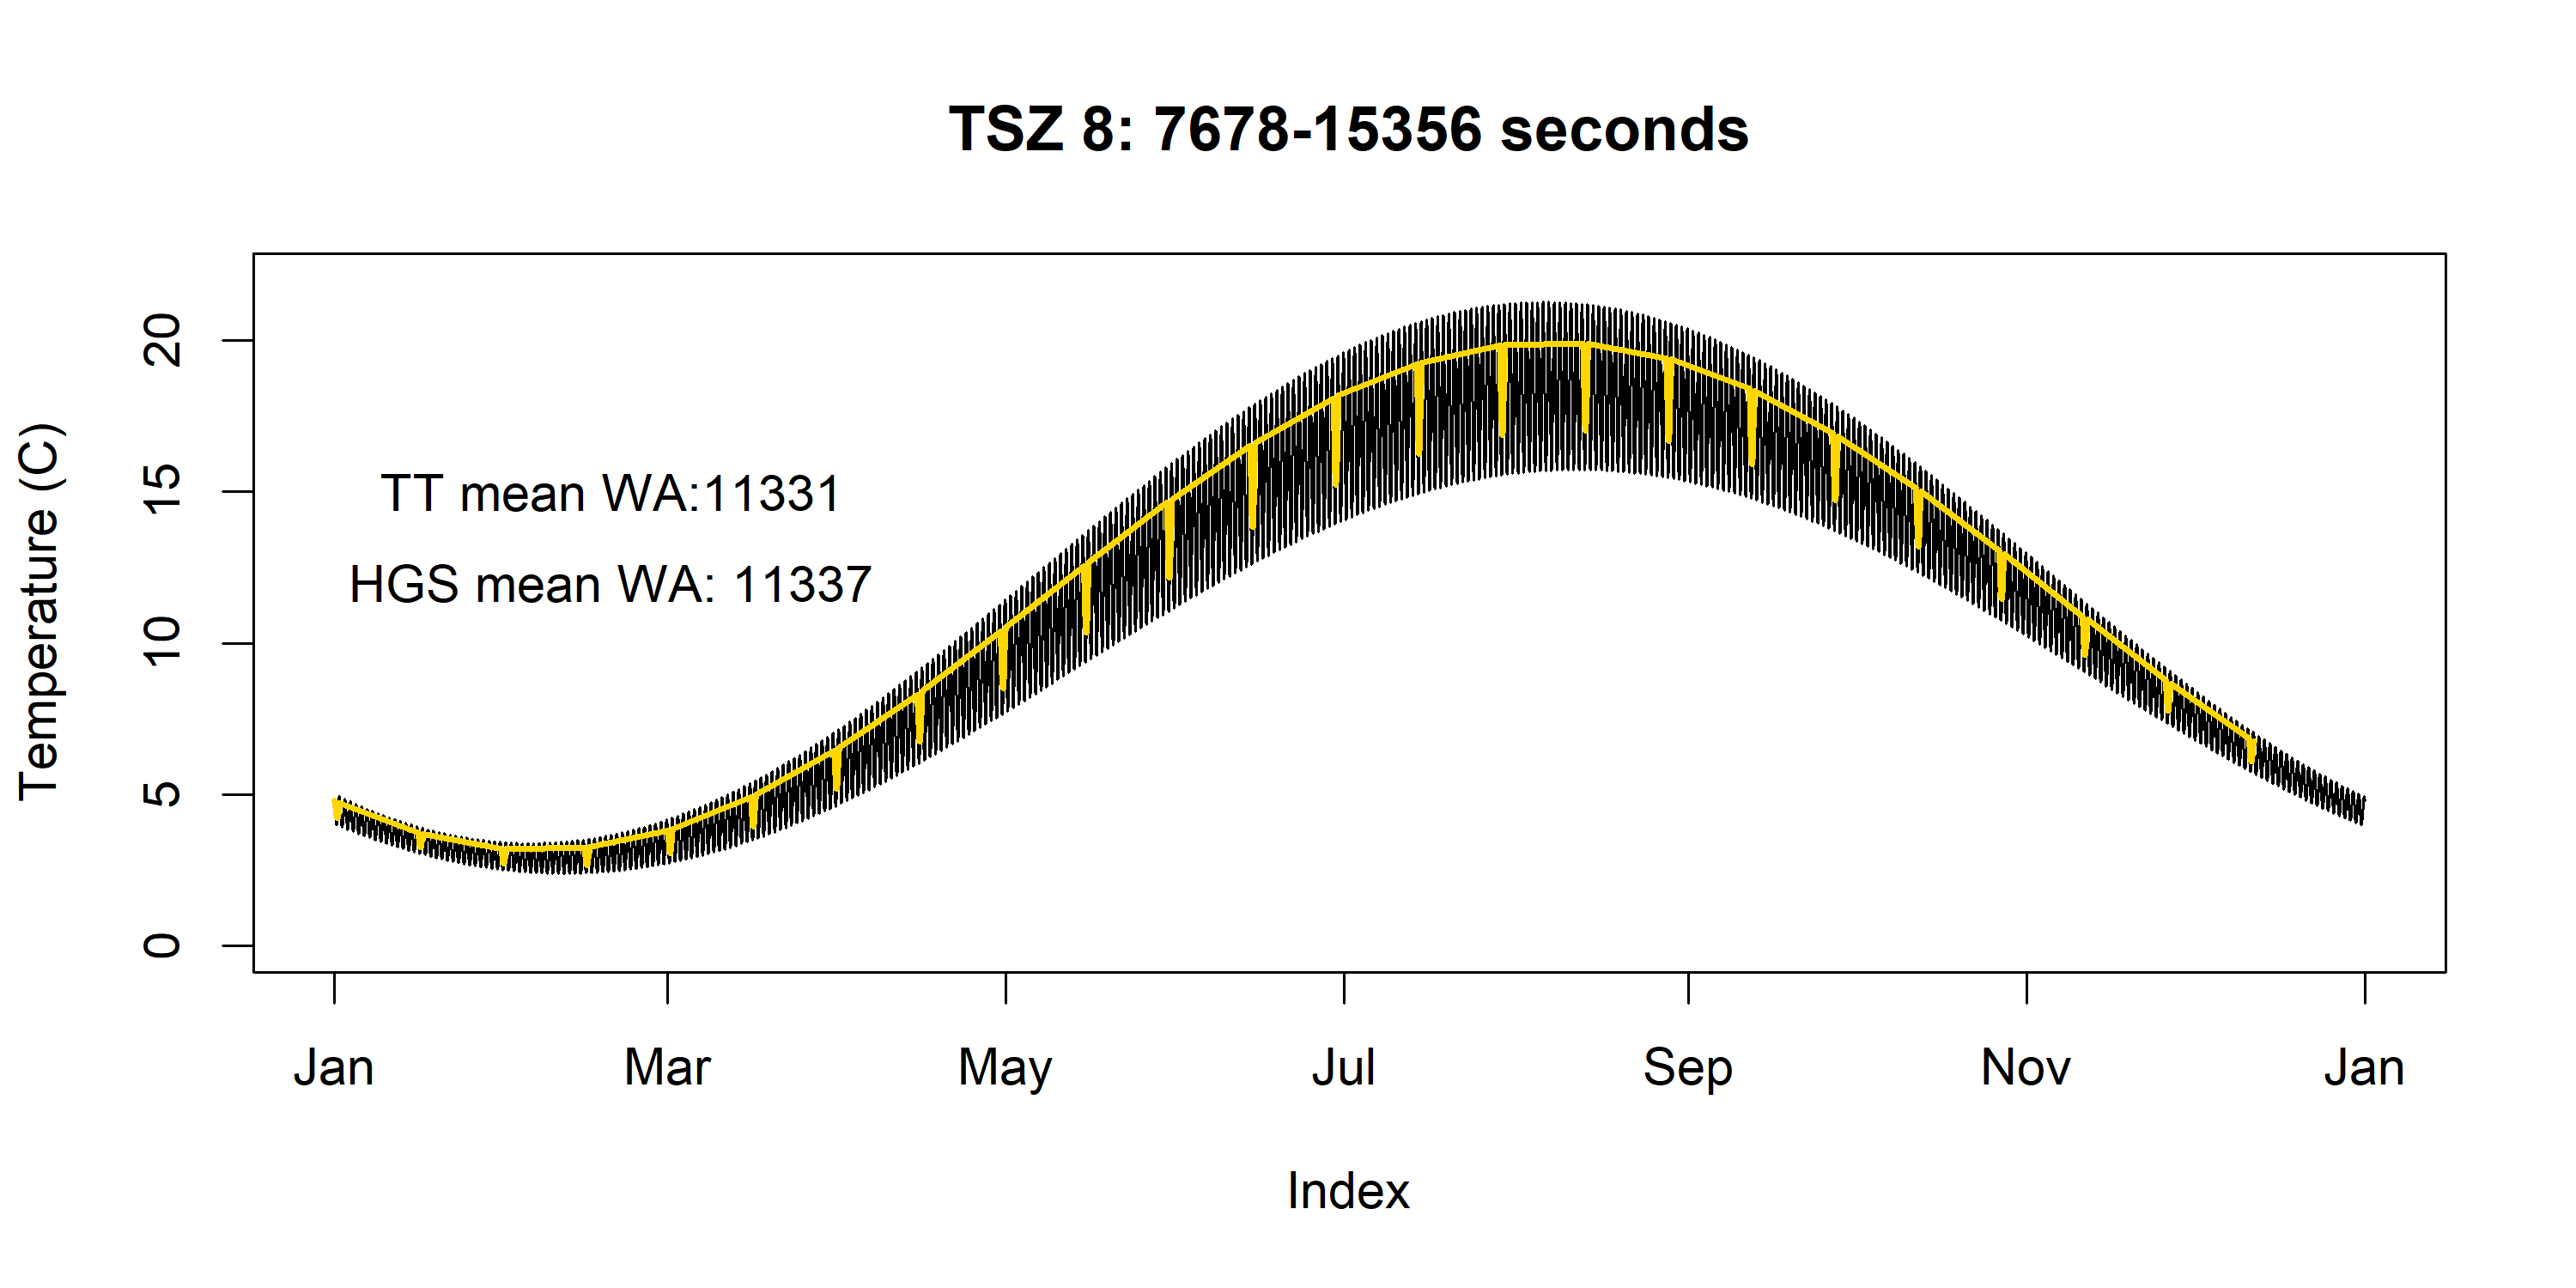 TSZ 8: 7678-15356 seconds
Temperature (C)
20
15
10
5
0
TT mean WA:11331
HGS mean WA: 11337
Jan Mar May Jul Sep Nov Jan
Index